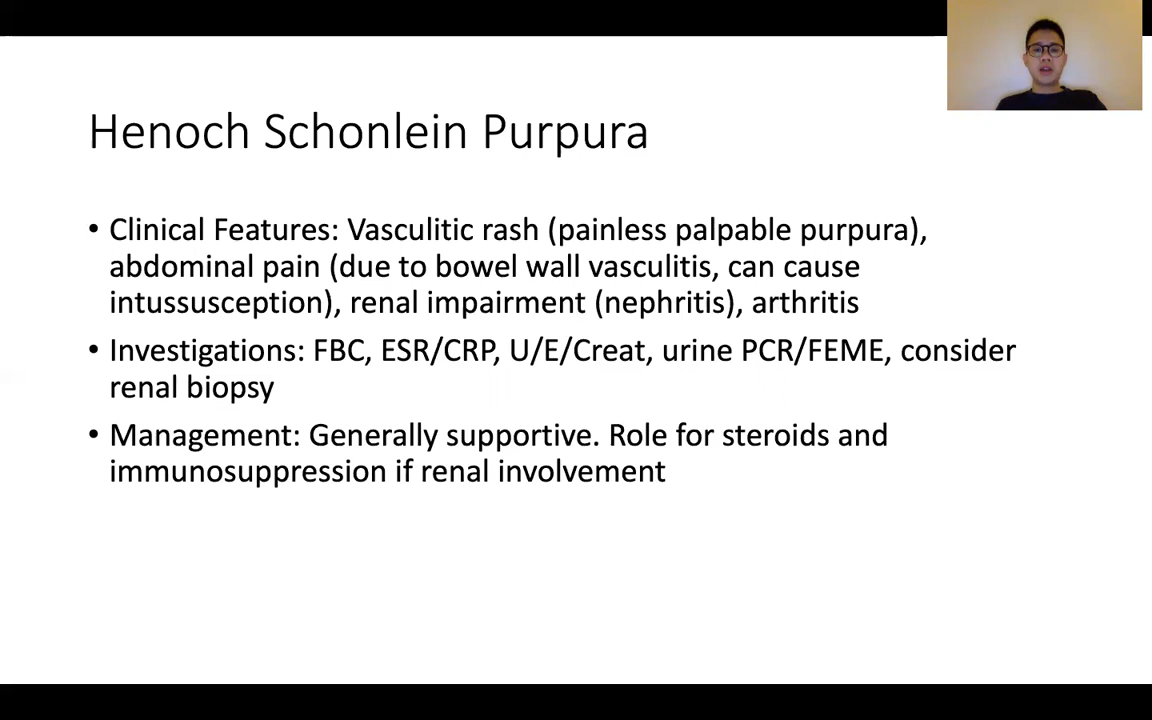 Henoch Schonlein Purpura
• Clinical Features: Vasculitic rash (painless palpable purpura),
abdominal pain (due to bowel wall vasculitis, can cause
intussusception), renal impairment (nephritis), arthritis
• Investigations: FBC, ESR/CRP, U/E/Creat, urine PCR/FEME, consider
renal biopsy
• Management: Generally supportive. Role for steroids and
immunosuppression if renal involvement